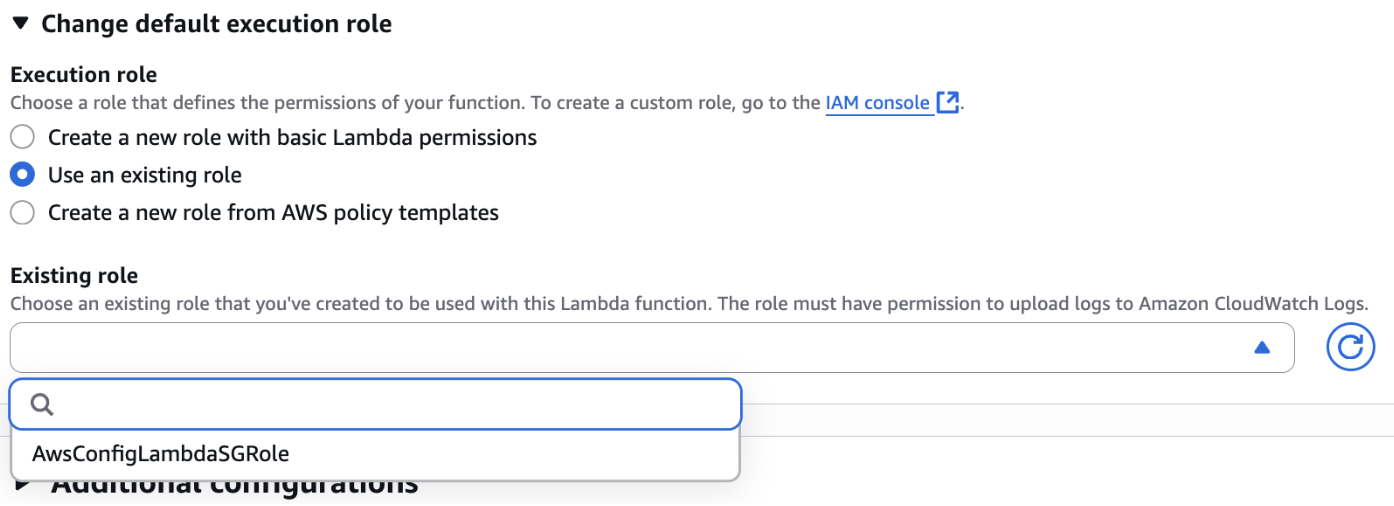 Change default execution role
Execution role
Choose a role that defines the permissions of your function. To create a custom role, go to the IAM console.
Create a new role with basic Lambda permissions
Use an existing role
Create a new role from AWS policy templates
Existing role
Choose an existing role that you've created to be used with this Lambda function. The role must have permission to upload logs to Amazon CloudWatch Logs.
AwsConfigLambdaSGRole
Additional configurations